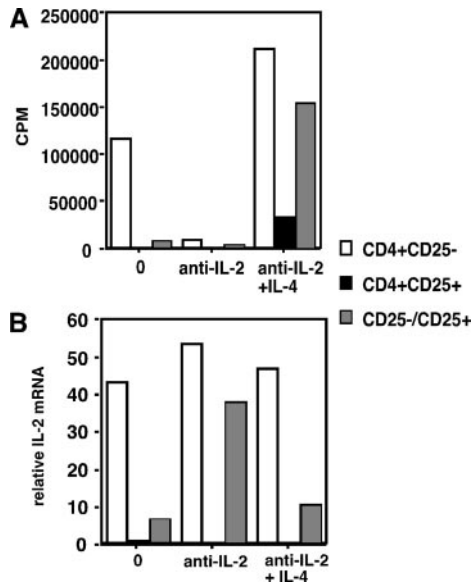 A
250000
200000
150000
100000
50000
0
CPM
0 anti-IL-2 anti-IL-2
+IL-4
CD4+CD25-
CD4+CD25+
CD25-/CD25+
B
60
50
40
30
20
10
0
relative IL-2 mRNA
0 anti-IL-2 anti-IL-2
+ IL-4